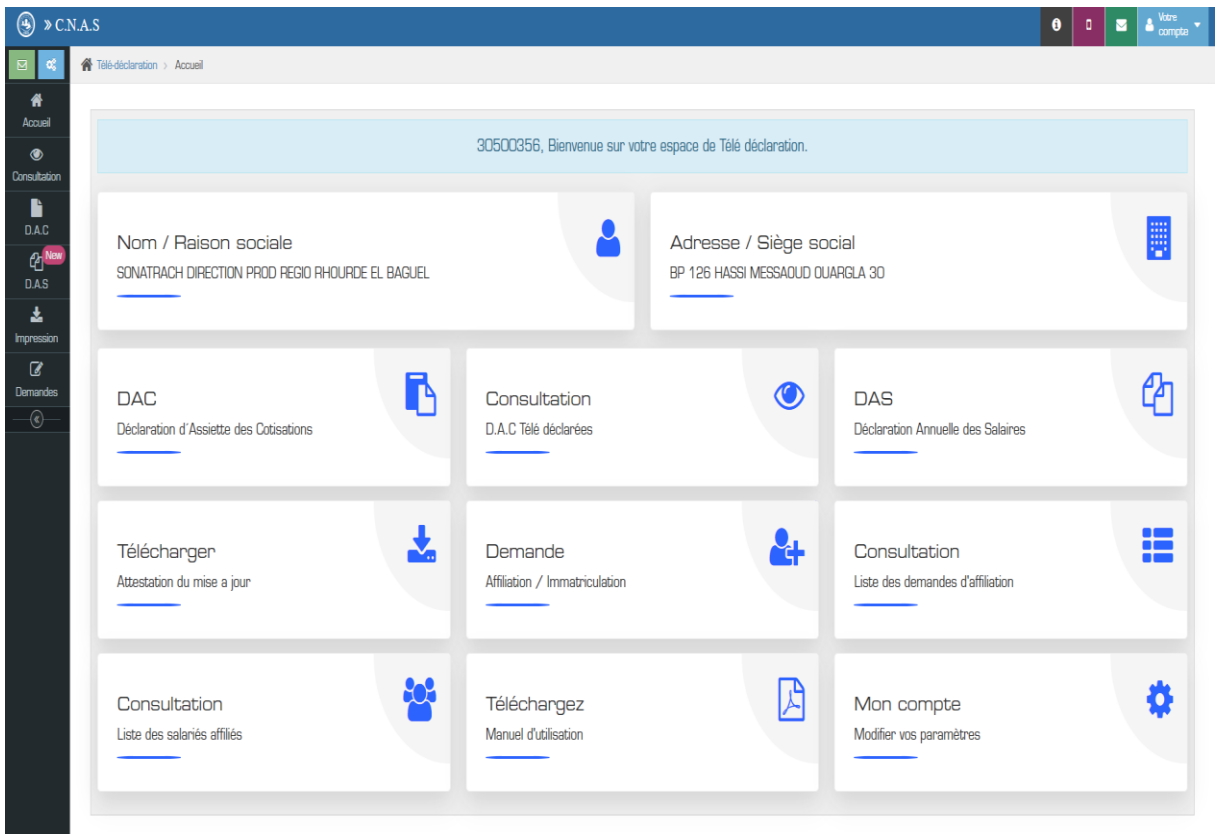 » C.N.A.S
Votre
compte
Télé-déclaration > Accueil
Accueil
Consultation
D.A.C
New
D.A.S
Impression
Demandes
30500356, Bienvenue sur votre espace de Télé déclaration.
Nom / Raison sociale
SONATRACH DIRECTION PROD REGIO RHOURDE EL BAGUEL
Adresse / Siège social
BP 126 HASSI MESSAOUD OUARGLA 30
DAC
Déclaration d'Assiette des Cotisations
Consultation
D.A.C Télé déclarées
DAS
Déclaration Annuelle des Salaires
Télécharger
Attestation du mise a jour
Demande
Affiliation / Immatriculation
Consultation
Liste des demandes d'affiliation
Consultation
Liste des salariés affiliés
Téléchargez
Manuel d'utilisation
Mon compte
Modifier vos paramètres